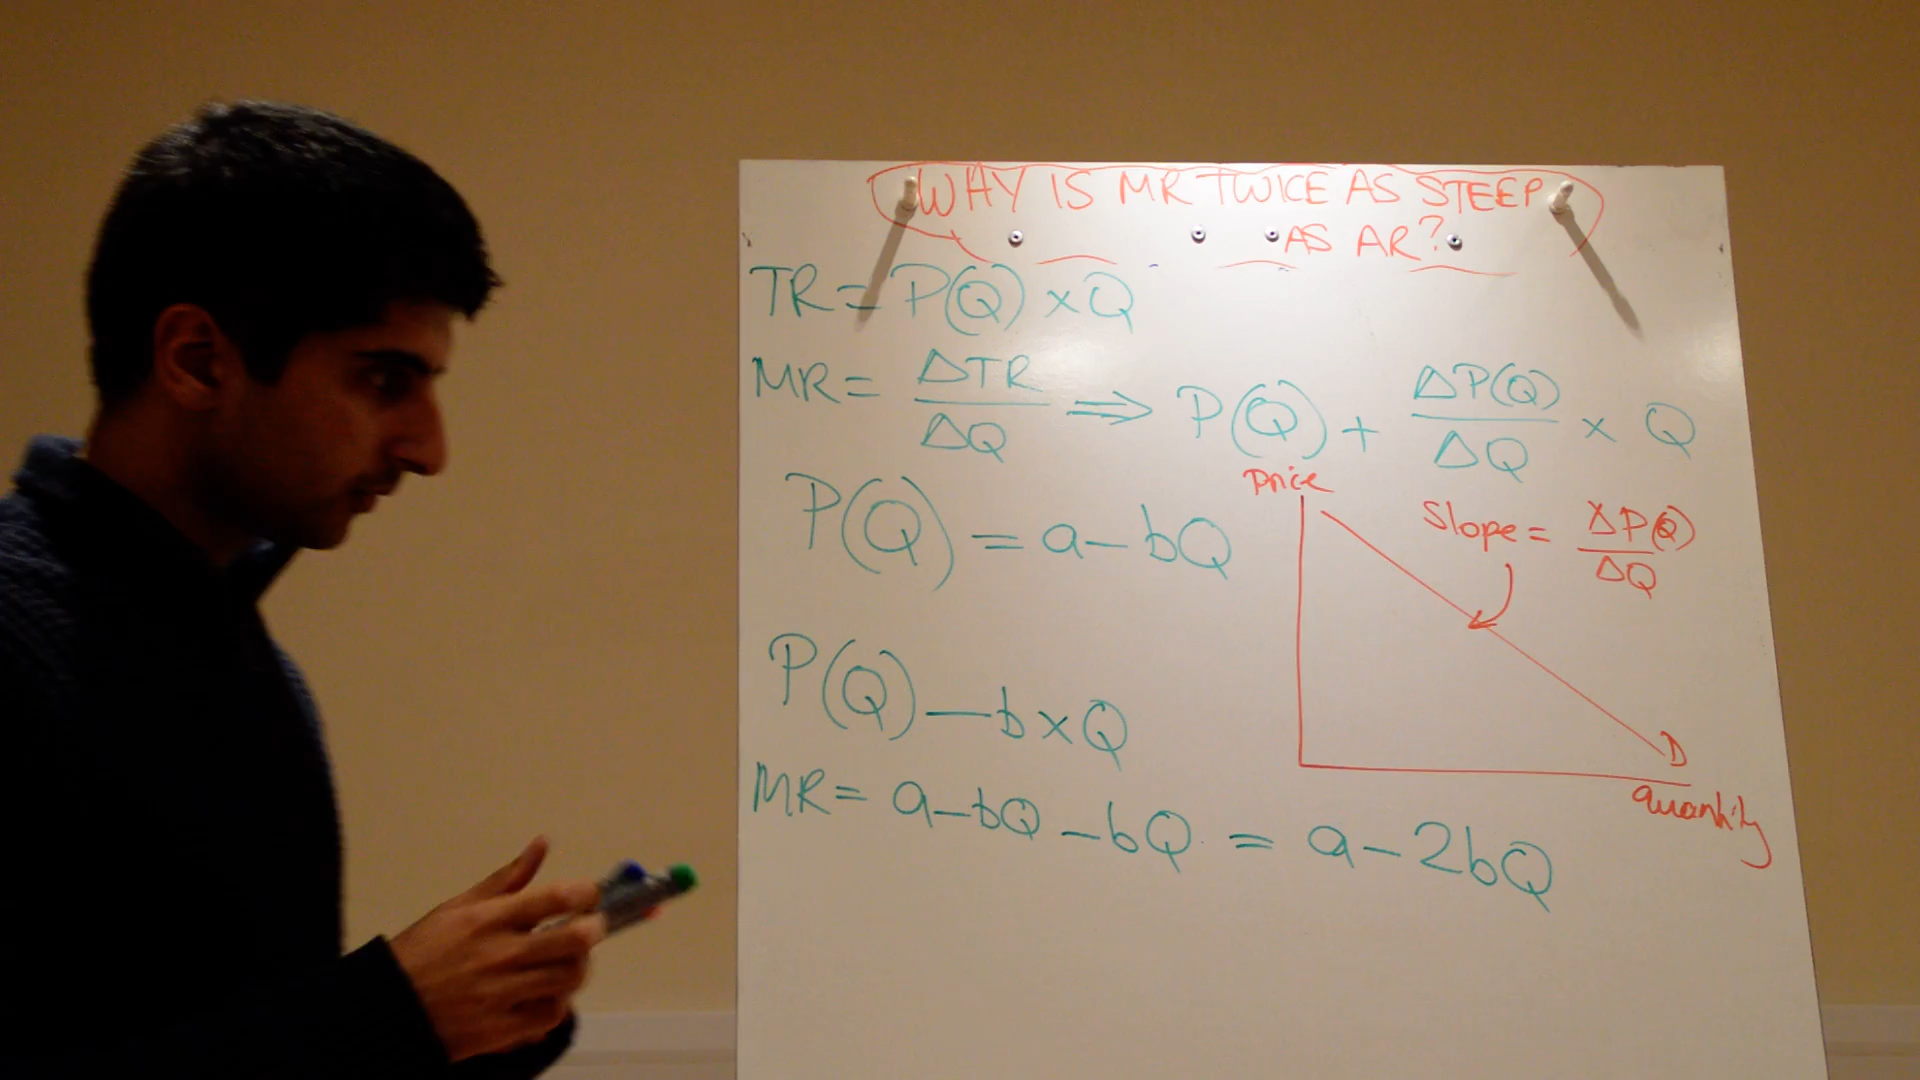 WHY IS MR TWICE AS STEEP
AS AR?
TR = P(Q) × Q
MR = ΔTR / ΔQ ⇒ P(Q) + ΔP(Q) / ΔQ × Q
Price
Slope = ΔP(Q) / ΔQ
P(Q) = a - bQ
P(Q) - b × Q
D
Quantity
MR = a - bQ - bQ = a - 2bQ